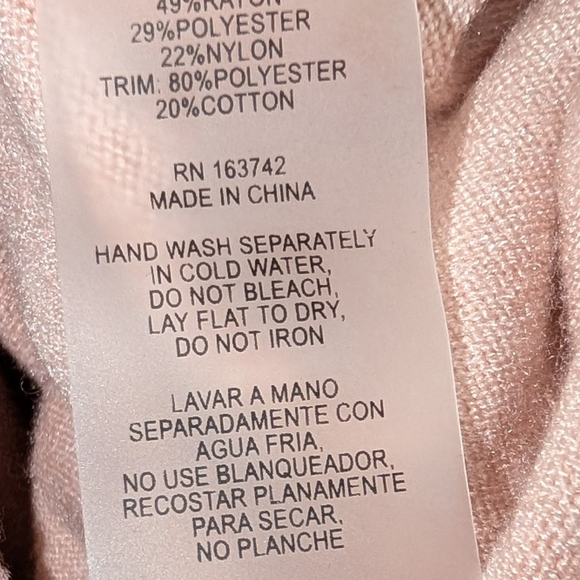 49%RAYON
29%POLYESTER
22%NYLON
TRIM: 80%POLYESTER
20%COTTON
RN 163742
MADE IN CHINA
HAND WASH SEPARATELY
IN COLD WATER,
DO NOT BLEACH,
LAY FLAT TO DRY,
DO NOT IRON
LAVAR A MANO
SEPARADAMENTE CON
AGUA FRIA,
NO USE BLANQUEADOR,
RECOSTAR PLANAMENTE
PARA SECAR,
NO PLANCHE